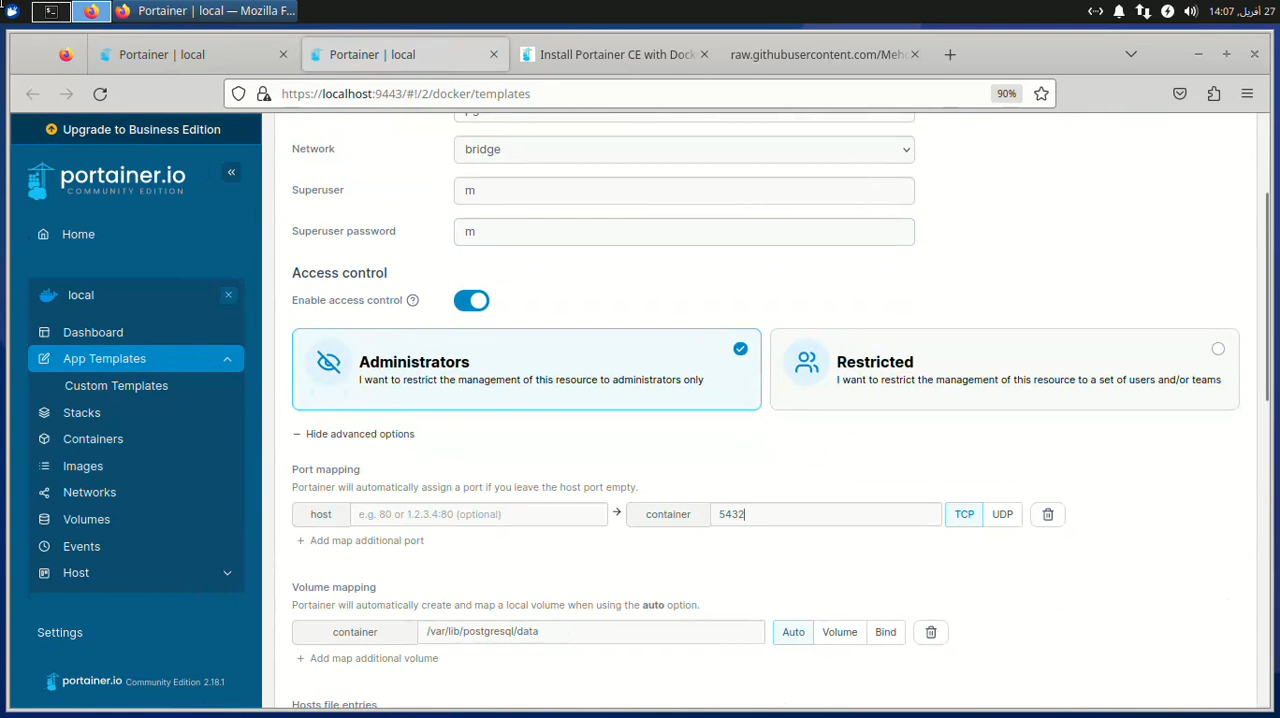 Portainer | local — Mozilla F...
27 أفريل, 14:07
Portainer | local
Portainer | local
Install Portainer CE with Dock
raw.githubusercontent.com/Meh
https://localhost:9443/#!/2/docker/templates
90%
Upgrade to Business Edition
portainer.io
COMMUNITY EDITION
Home
local
Dashboard
App Templates
Custom Templates
Stacks
Containers
Images
Networks
Volumes
Events
Host
Settings
portainer.io Community Edition 2.18.1
Network
bridge
Superuser
m
Superuser password
m
Access control
Enable access control
Administrators
I want to restrict the management of this resource to administrators only
Restricted
I want to restrict the management of this resource to a set of users and/or teams
Hide advanced options
Port mapping
Portainer will automatically assign a port if you leave the host port empty.
host
e.g. 80 or 1.2.3.4:80 (optional)
container
5432
TCP
UDP
+ Add map additional port
Volume mapping
Portainer will automatically create and map a local volume when using the auto option.
container
/var/lib/postgresql/data
Auto
Volume
Bind
+ Add map additional volume
Hosts file entries